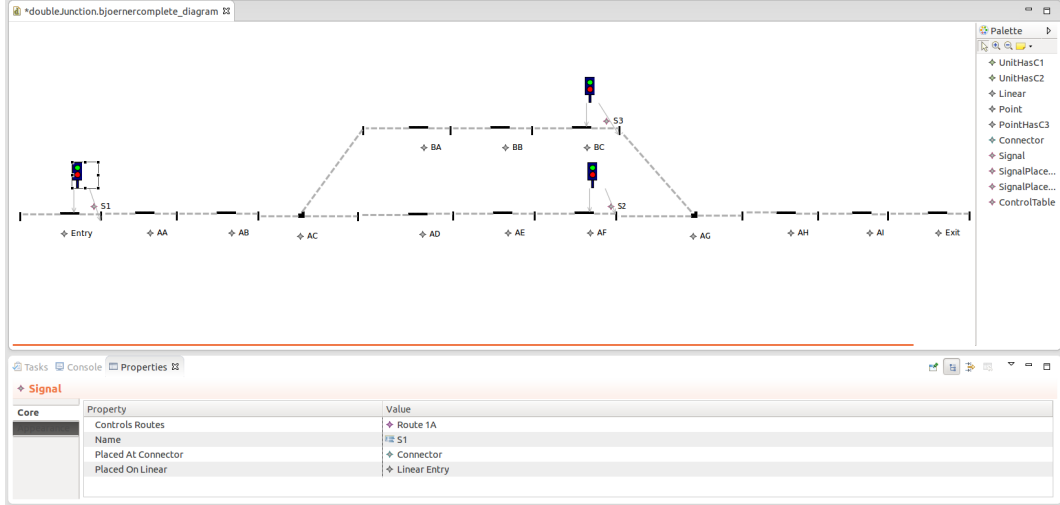 *doubleJunction.bjoernercomplete_diagram
Palette
UnitHasC1
UnitHasC2
Linear
Point
PointHasC3
Connector
Signal
SignalPlace...
SignalPlace...
ControlTable
S3
BA BB BC
S1 S2
Entry AA AB AC AD AE AF AG AH AI Exit
Tasks Console Properties
Signal
Core
Property Value
Controls Routes Route 1A
Name S1
Placed At Connector Connector
Placed On Linear Linear Entry